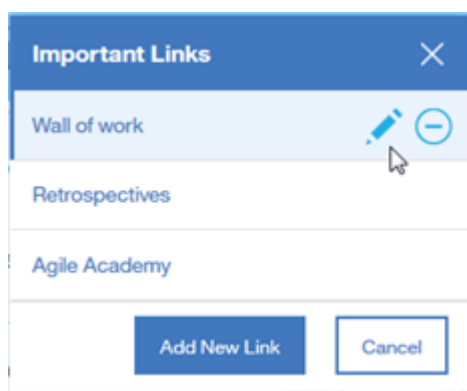 Important Links
Wall of work
Retrospectives
Agile Academy
Add New Link
Cancel